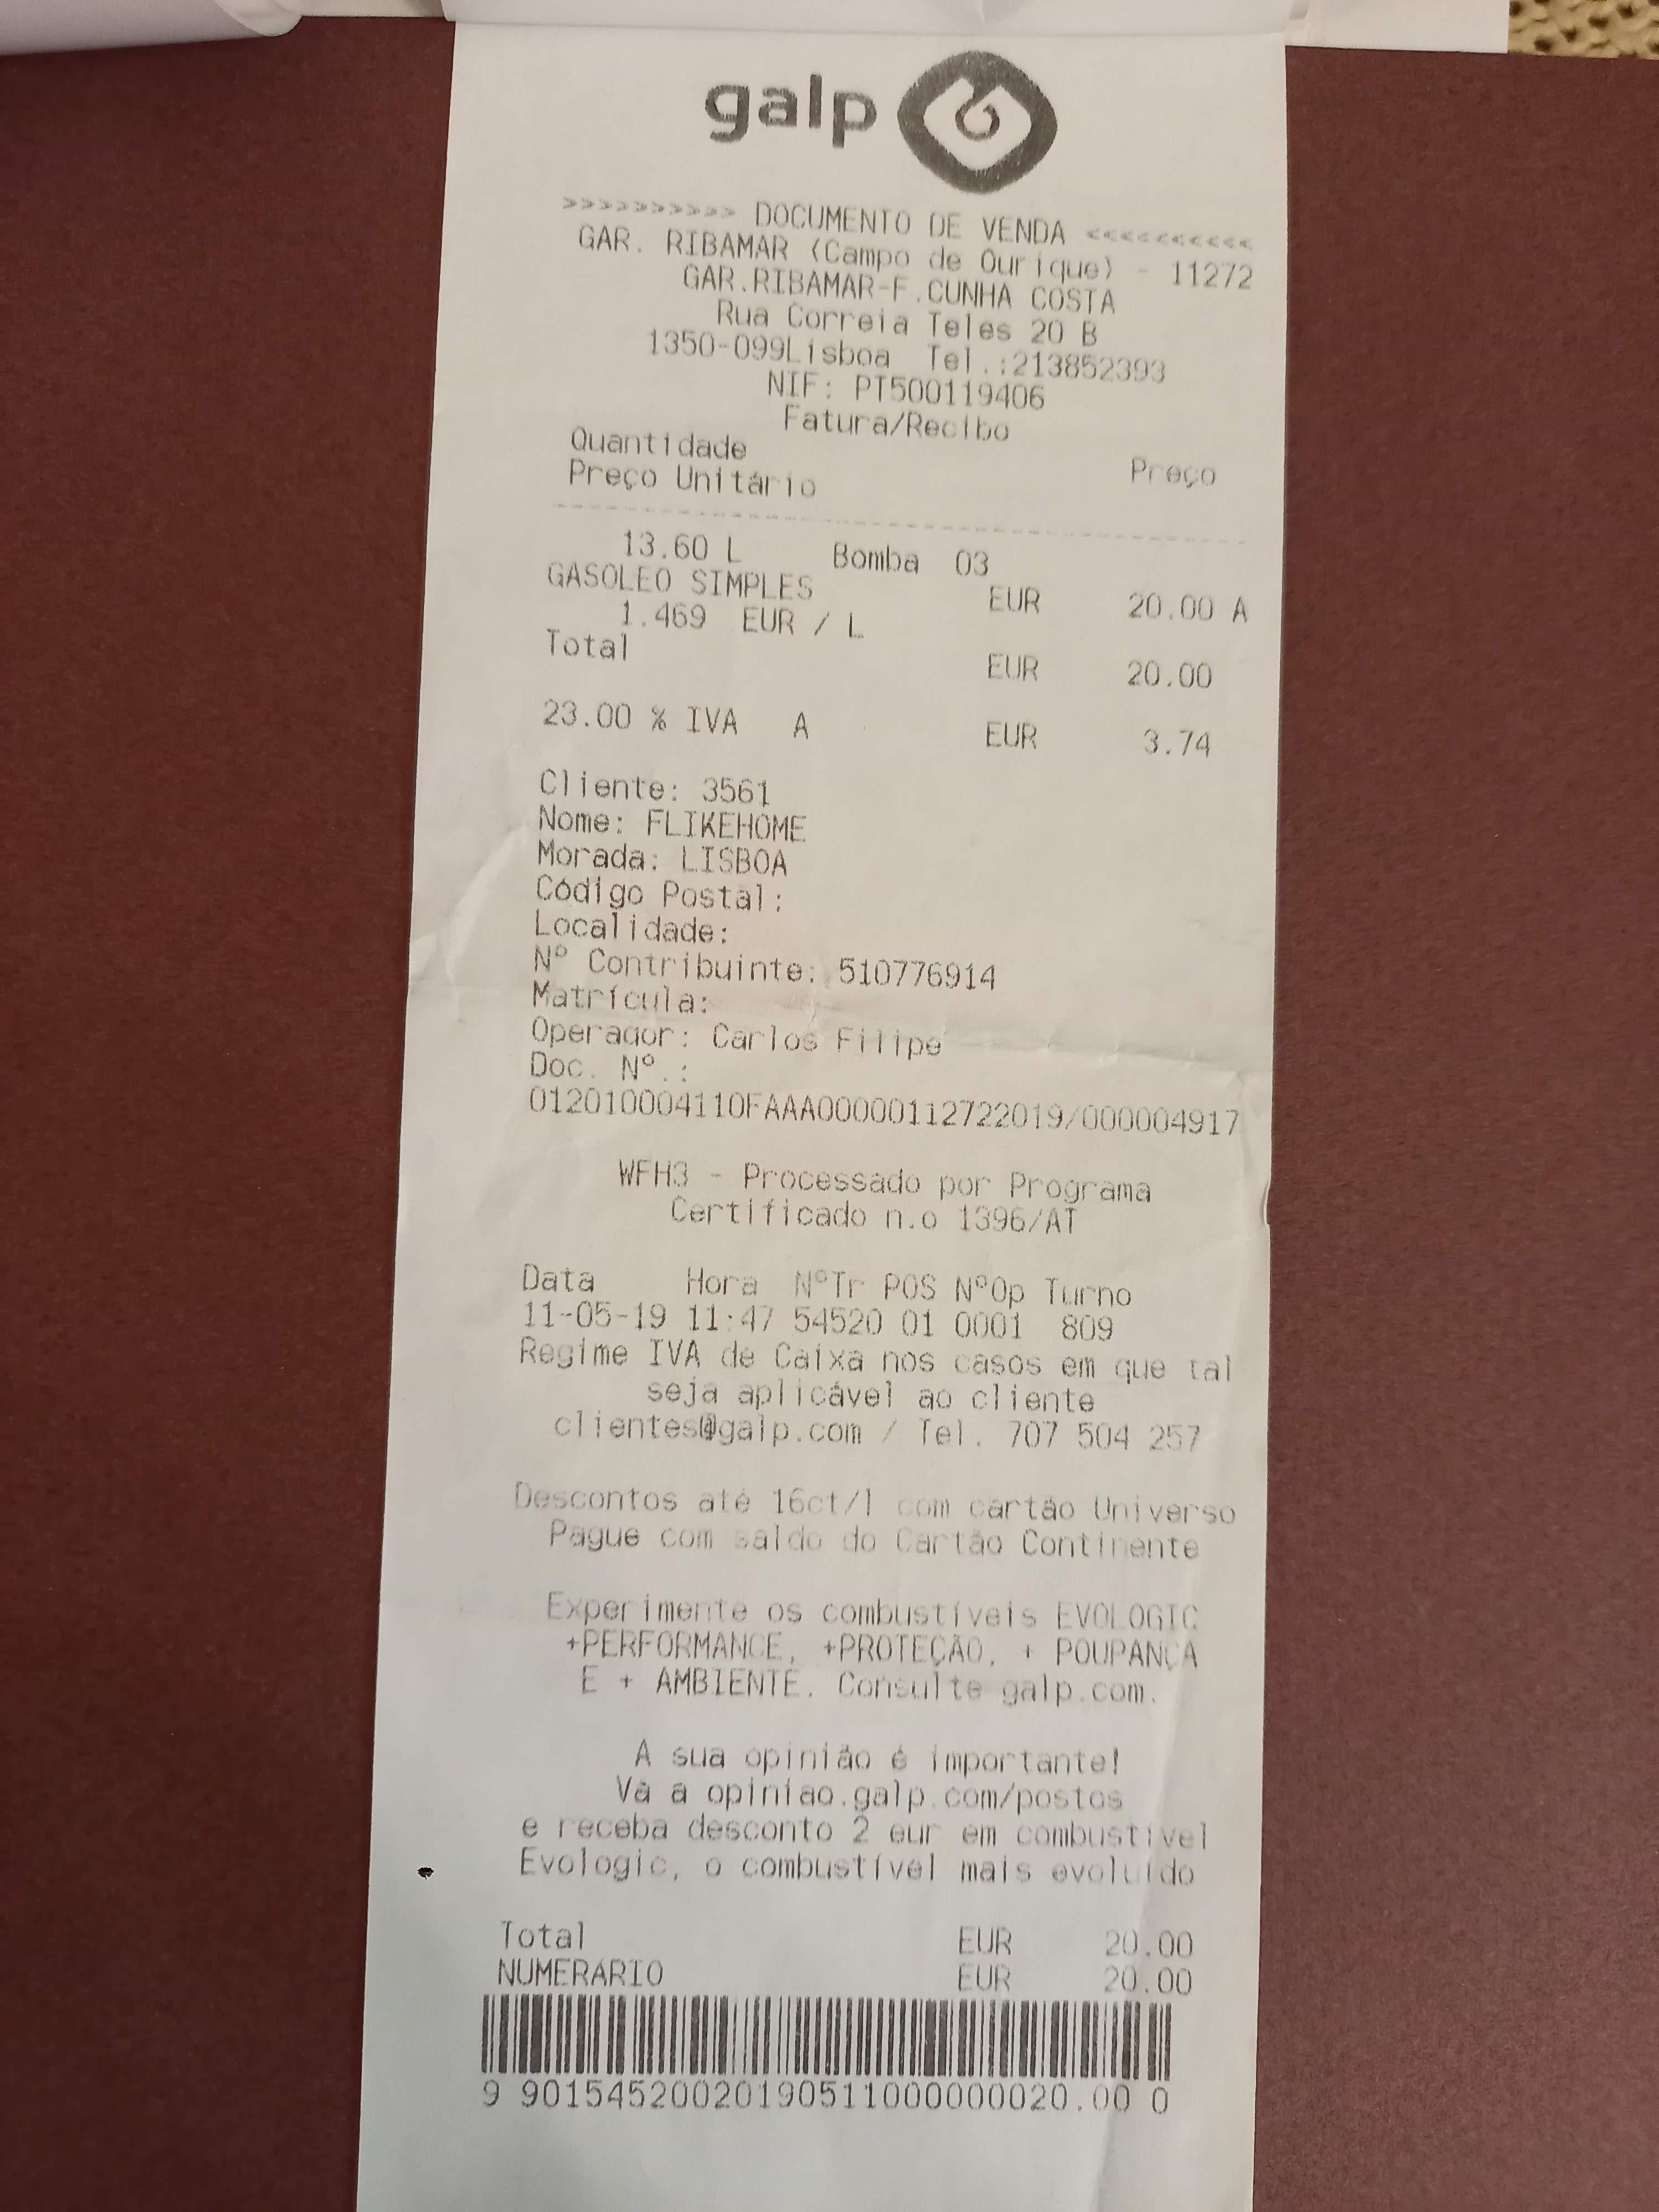 galp
>>>>>>>>>> DOCUMENTO DE VENDA <<<<<<<<<<
GAR. RIBAMAR (Campo de Ourique) - 11272
GAR.RIBAMAR-F.CUNHA COSTA
Rua Correia Teles 20 B
1350-099Lisboa Tel.:213852393
NIF: PT500119406
Fatura/Recibo
Quantidade
Preço Unitário Preço
13.60 L Bomba 03
GASOLEO SIMPLES EUR 20.00 A
1.469 EUR / L
Total EUR 20.00
23.00 % IVA A EUR 3.74
Cliente: 3561
Nome: FLIKEHOME
Morada: LISBOA
Código Postal:
Localidade:
Nº Contribuinte: 510776914
Matrícula:
Operador: Carlos Filipe
Doc. Nº.:
012010004110FAAA00000112722019/000004917
WFH3 - Processado por Programa
Certificado n.o 1396/AT
Data Hora NºTr POS NºOp Turno
11-05-19 11:47 54520 01 0001 809
Regime IVA de Caixa nos casos em que tal
seja aplicável ao cliente
clientes@galp.com / Tel. 707 504 257
Descontos até 16ct/l com cartão Universo
Pague com saldo do Cartão Continente
Experimente os combustíveis EVOLOGIC
+PERFORMANCE, +PROTEÇÃO, + POUPANÇA
E + AMBIENTE. Consulte galp.com.
A sua opinião é importante!
Vá a opiniao.galp.com/postos
e receba desconto 2 eur em combustível
Evologic, o combustível mais evoluído
Total EUR 20.00
NUMERÁRIO EUR 20.00
9 90154520020190511000000020.00 0